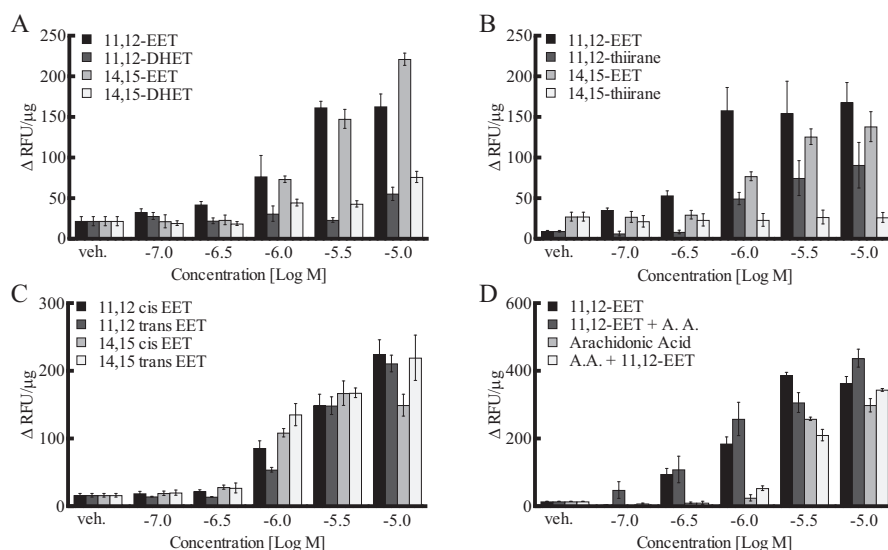 A
11,12-EET
11,12-DHET
14,15-EET
14,15-DHET
250
200
150
100
50
0
Δ RFU/μg
veh. -7.0 -6.5 -6.0 -5.5 -5.0
Concentration [Log M]
B
11,12-EET
11,12-thiirane
14,15-EET
14,15-thiirane
250
200
150
100
50
0
Δ RFU/μg
veh. -7.0 -6.5 -6.0 -5.5 -5.0
Concentration [Log M]
C
11,12 cis EET
11,12 trans EET
14,15 cis EET
14,15 trans EET
300
200
100
0
Δ RFU/μg
veh. -7.0 -6.5 -6.0 -5.5 -5.0
Concentration [Log M]
D
11,12-EET
11,12-EET + A. A.
Arachidonic Acid
A.A. + 11,12-EET
600
400
200
0
Δ RFU/μg
veh. -7.0 -6.5 -6.0 -5.5 -5.0
Concentration [Log M]